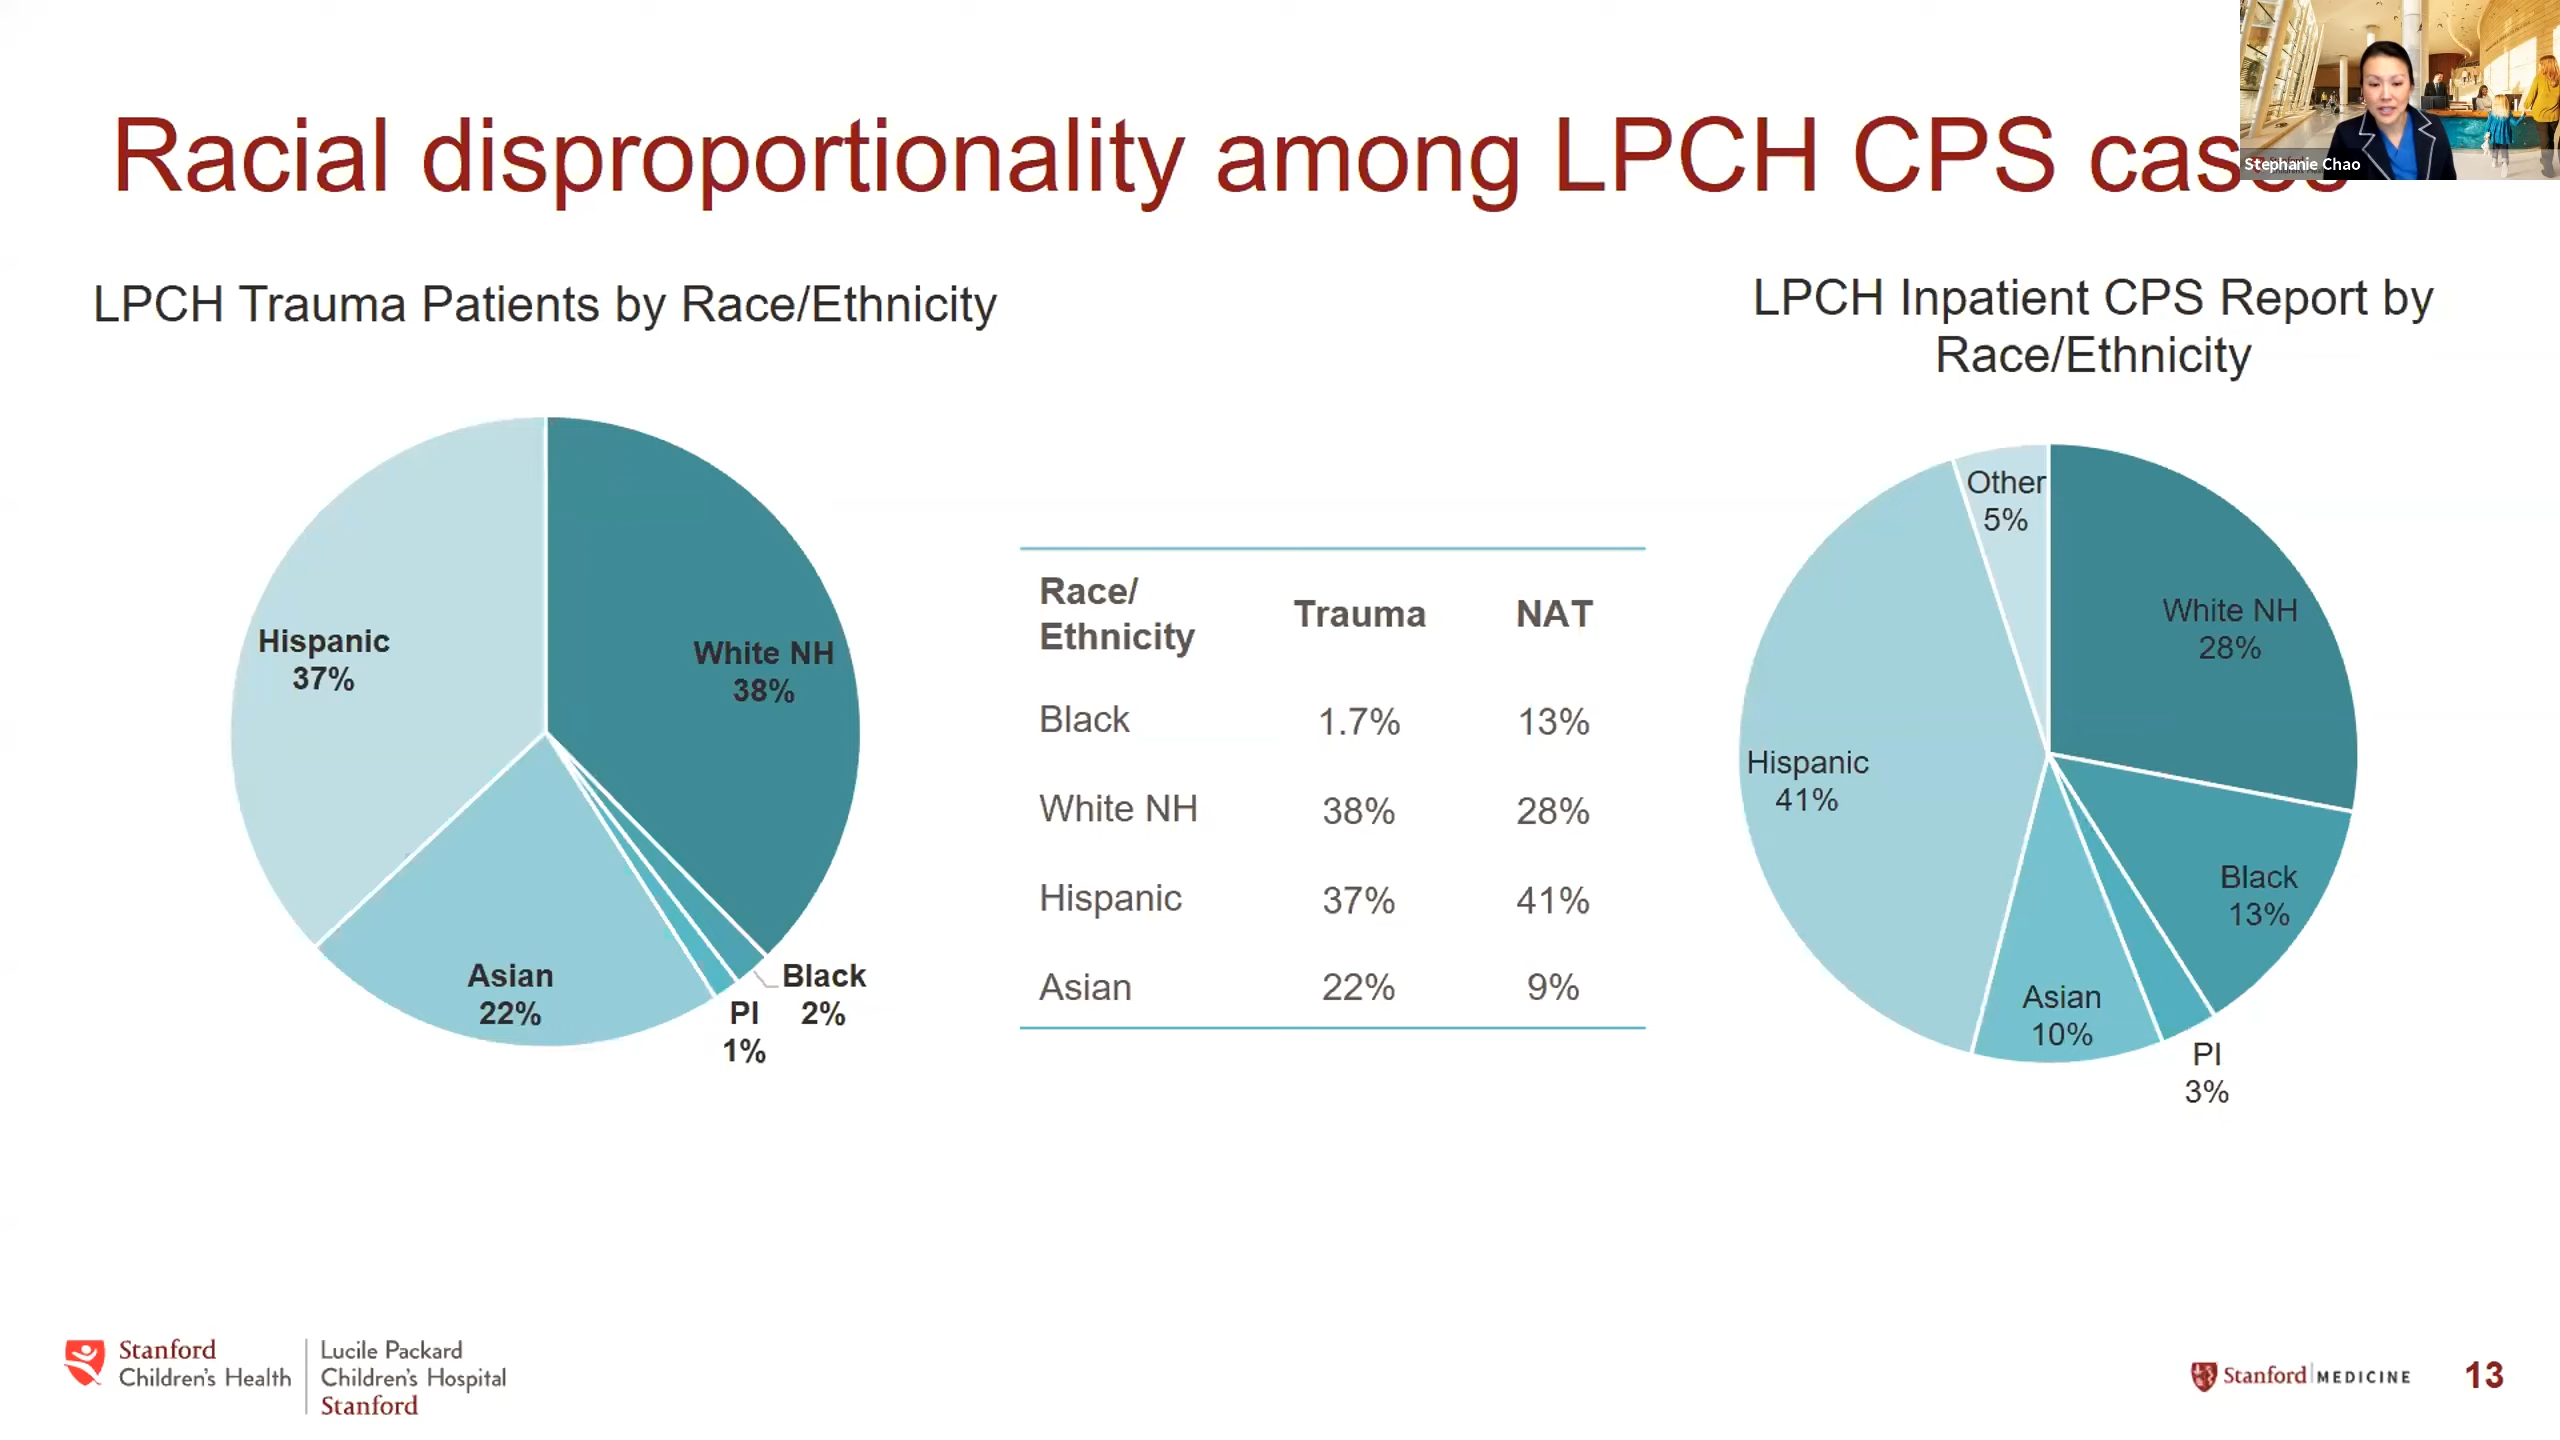 Racial disproportionality among LPCH CPS cases
Stephanie Chao
LPCH Trauma Patients by Race/Ethnicity
Hispanic
37%
White NH
38%
Asian
22%
Black
2%
PI
1%
Race/
Ethnicity
Trauma
NAT
Black
1.7%
13%
White NH
38%
28%
Hispanic
37%
41%
Asian
22%
9%
LPCH Inpatient CPS Report by
Race/Ethnicity
Other
5%
White NH
28%
Hispanic
41%
Black
13%
Asian
10%
PI
3%
Stanford
Children's Health
Lucile Packard
Children's Hospital
Stanford
Stanford MEDICINE
13